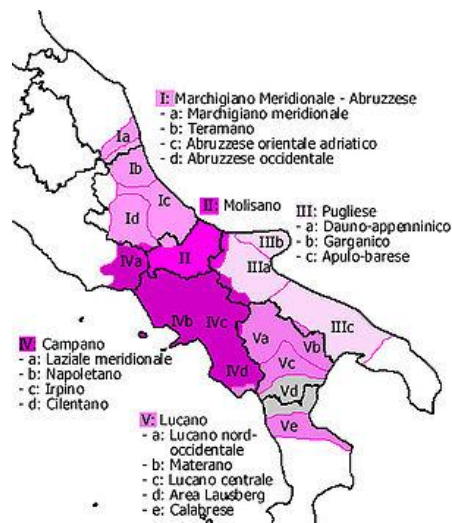 I: Marchigiano Meridionale - Abruzzese
- a: Marchigiano meridionale
- b: Teramano
- c: Abruzzese orientale adriatico
- d: Abruzzese occidentale
Ia
Ib
Ic
Id
II: Molisano
III: Pugliese
- a: Dauno-appenninico
- b: Garganico
- c: Apulo-barese
IIIb
IVa
II
IIIa
IVb
IVc
Va
Vb
IIIc
Vc
IVd
Vd
Ve
IV: Campano
- a: Laziale meridionale
- b: Napoletano
- c: Irpino
- d: Cilentano
V: Lucano
- a: Lucano nord-
occidentale
- b: Materano
- c: Lucano centrale
- d: Area Lausberg
- e: Calabrese